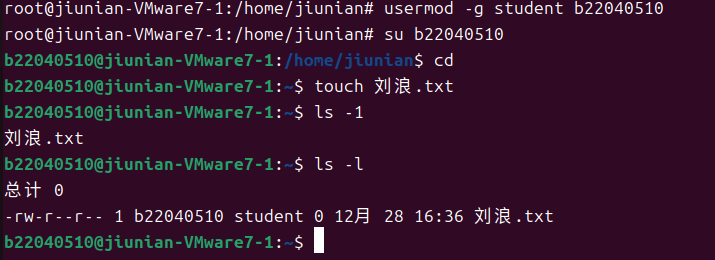 root@jiunian-VMware7-1:/home/jiunian# usermod -g student b22040510
root@jiunian-VMware7-1:/home/jiunian# su b22040510
b22040510@jiunian-VMware7-1:/home/jiunian$ cd
b22040510@jiunian-VMware7-1:~$ touch 刘浪.txt
b22040510@jiunian-VMware7-1:~$ ls -1
刘浪.txt
b22040510@jiunian-VMware7-1:~$ ls -l
总计 0
-rw-r--r-- 1 b22040510 student 0 12月 28 16:36 刘浪.txt
b22040510@jiunian-VMware7-1:~$